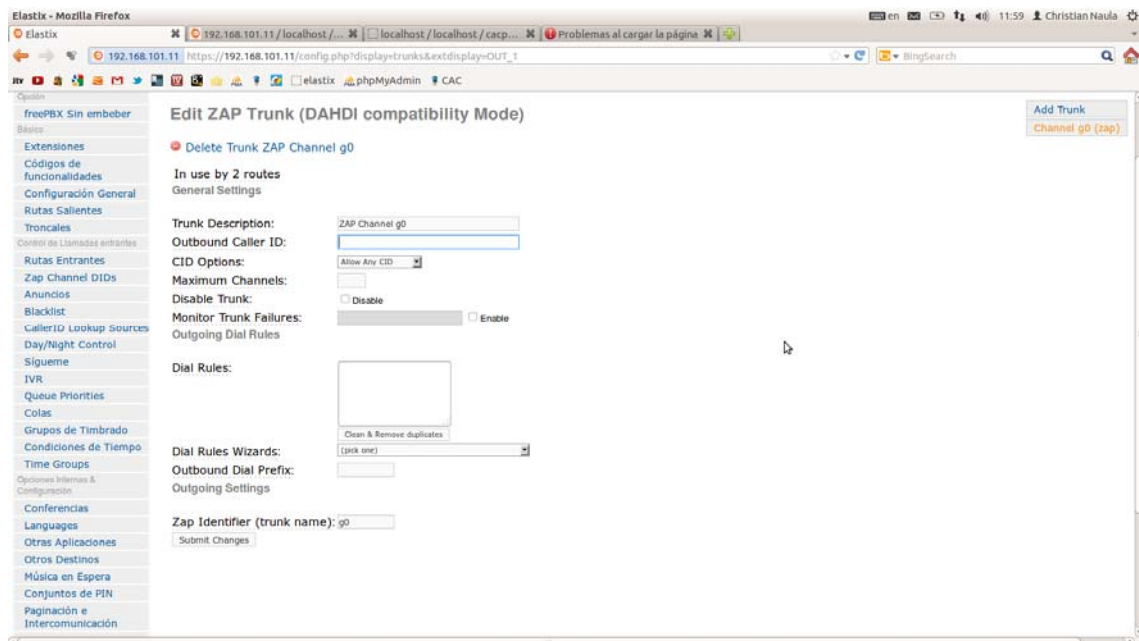 Elastix - Mozilla Firefox
en 11:59 Christian Naula
Elastix
192.168.101.11 / localhost /...
localhost / localhost / cacp...
Problemas al cargar la página
192.168.101.11 https://192.168.101.11/config.php?display=trunks&extdisplay=OUT_1
BingSearch
elastix phpMyAdmin CAC
Opción
freePBX Sin embeber
Básico
Extensiones
Códigos de
funcionalidades
Configuración General
Rutas Salientes
Troncales
Control de Llamadas entrantes
Rutas Entrantes
Zap Channel DIDs
Anuncios
Blacklist
CallerID Lookup Sources
Day/Night Control
Sígueme
IVR
Queue Priorities
Colas
Grupos de Timbrado
Condiciones de Tiempo
Time Groups
Opciones Internas &
Configuración
Conferencias
Languages
Otras Aplicaciones
Otros Destinos
Música en Espera
Conjuntos de PIN
Paginación e
Intercomunicación
Edit ZAP Trunk (DAHDI compatibility Mode)
Delete Trunk ZAP Channel g0
In use by 2 routes
General Settings
Trunk Description: ZAP Channel g0
Outbound Caller ID:
CID Options: Allow Any CID
Maximum Channels:
Disable Trunk: Disable
Monitor Trunk Failures: Enable
Outgoing Dial Rules
Dial Rules:
Clean & Remove duplicates
Dial Rules Wizards: (pick one)
Outbound Dial Prefix:
Outgoing Settings
Zap Identifier (trunk name): g0
Submit Changes
Add Trunk
Channel g0 (zap)